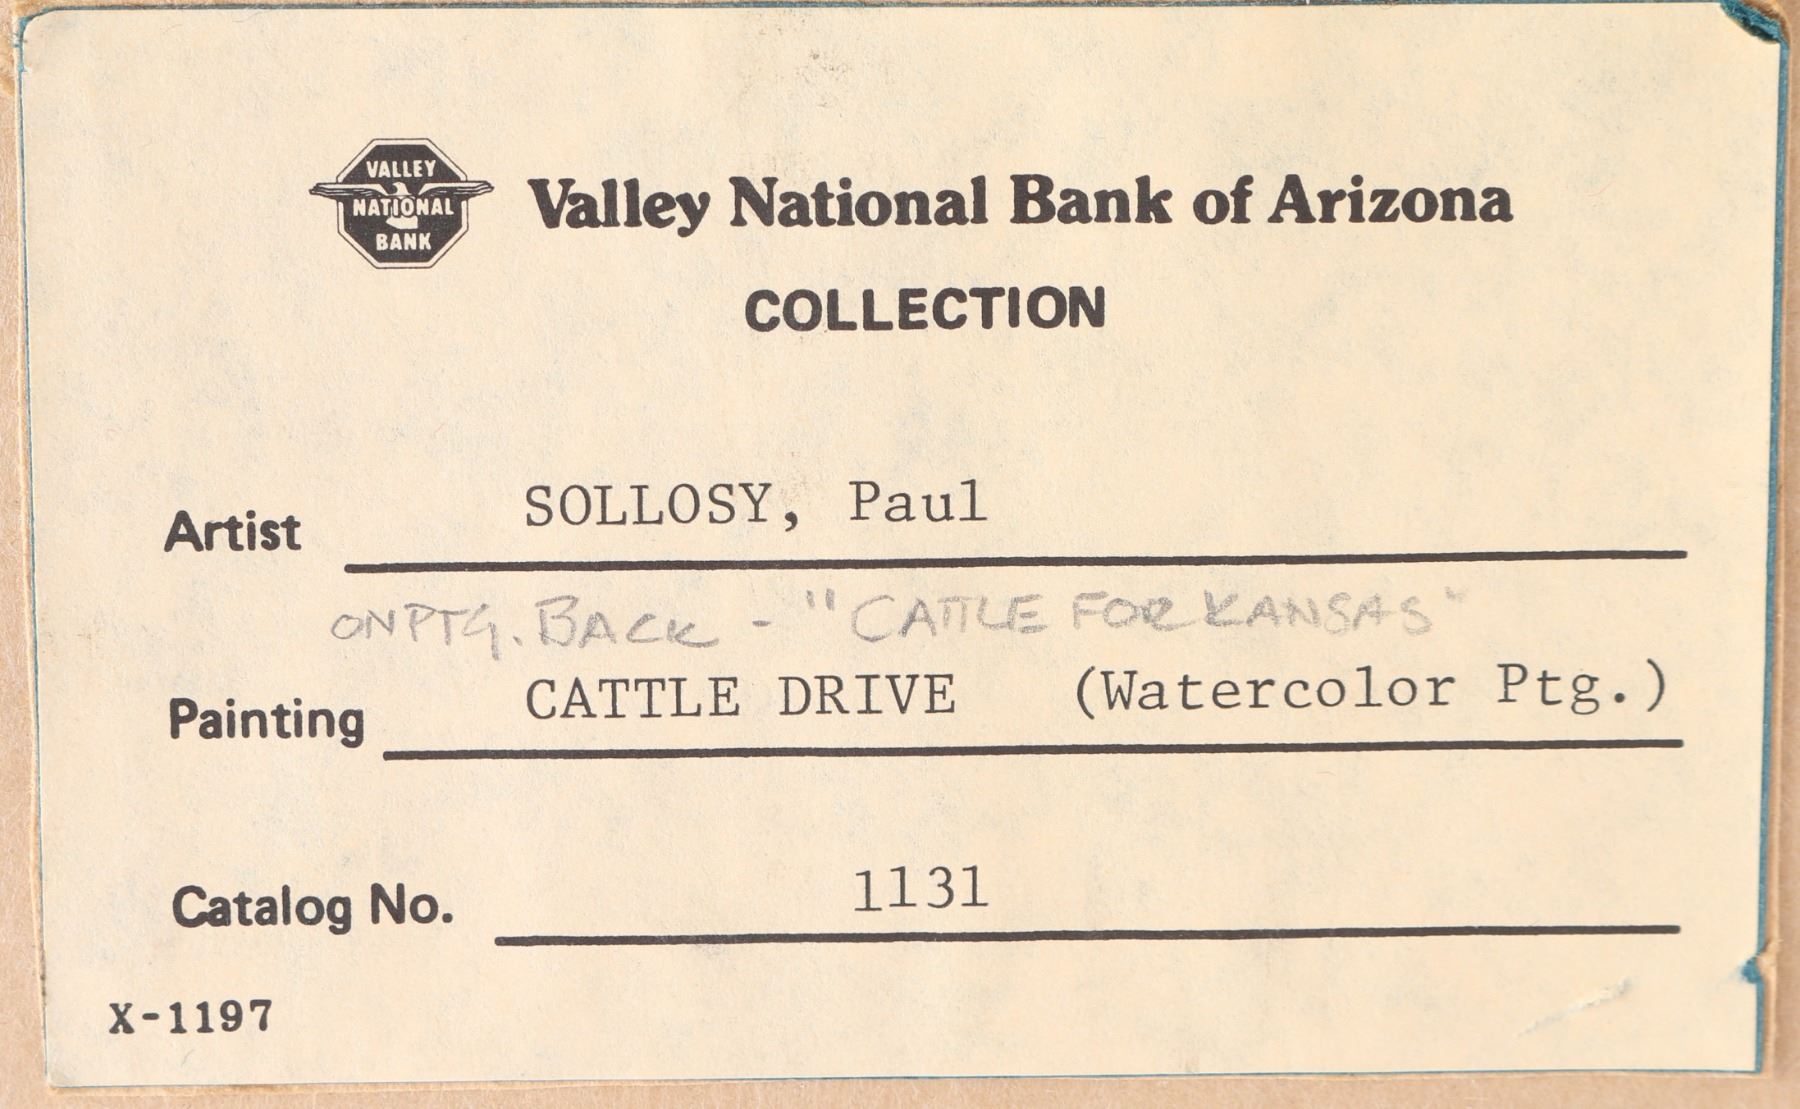 VALLEY
NATIONAL
BANK
Valley National Bank of Arizona
COLLECTION
Artist SOLLOSY, Paul
ON PTG. BACK - "CATTLE FOR KANSAS"
Painting CATTLE DRIVE (Watercolor Ptg.)
Catalog No. 1131
X-1197